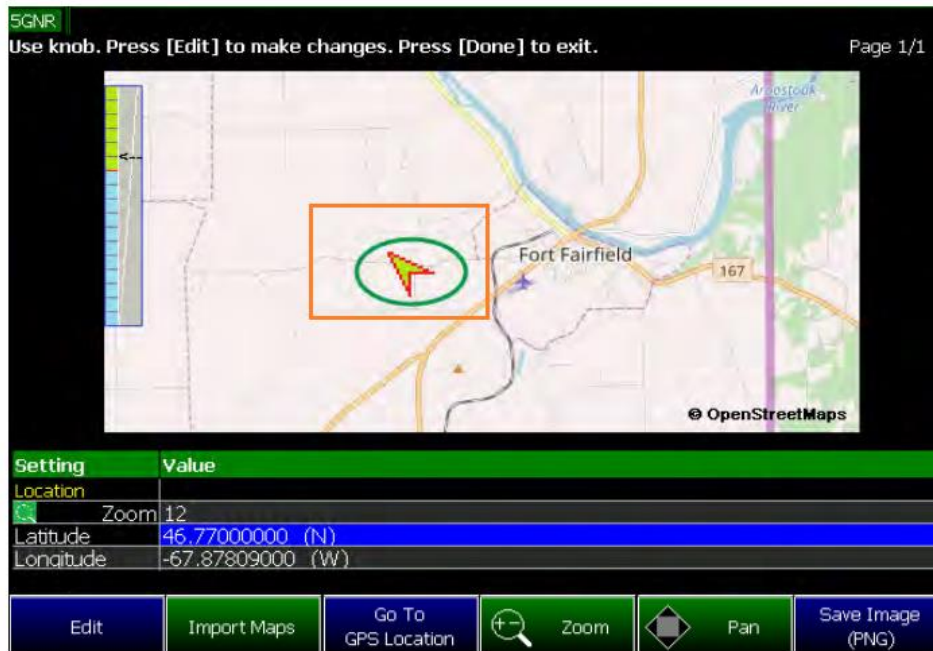 5GNR
Use knob. Press [Edit] to make changes. Press [Done] to exit.
Page 1/1
Aroostook
River
Fort Fairfield
167
© OpenStreetMaps
Setting Value
Location
Zoom 12
Latitude 46.77000000 (N)
Longitude -67.87809000 (W)
Edit
Import Maps
Go To
GPS Location
Zoom
Pan
Save Image
(PNG)